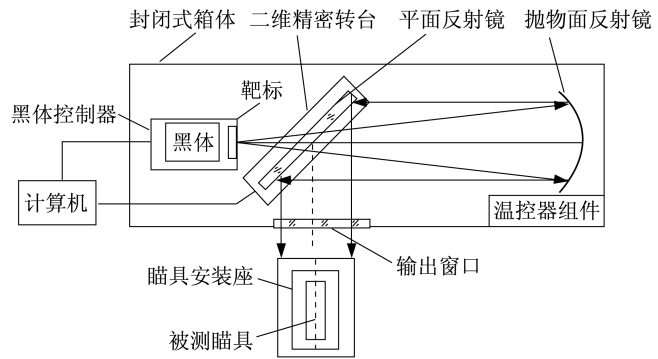 封闭式箱体 二维精密转台 平面反射镜 抛物面反射镜
靶标
黑体控制器
黑体
计算机
温控器组件
输出窗口
瞄具安装座
被测瞄具